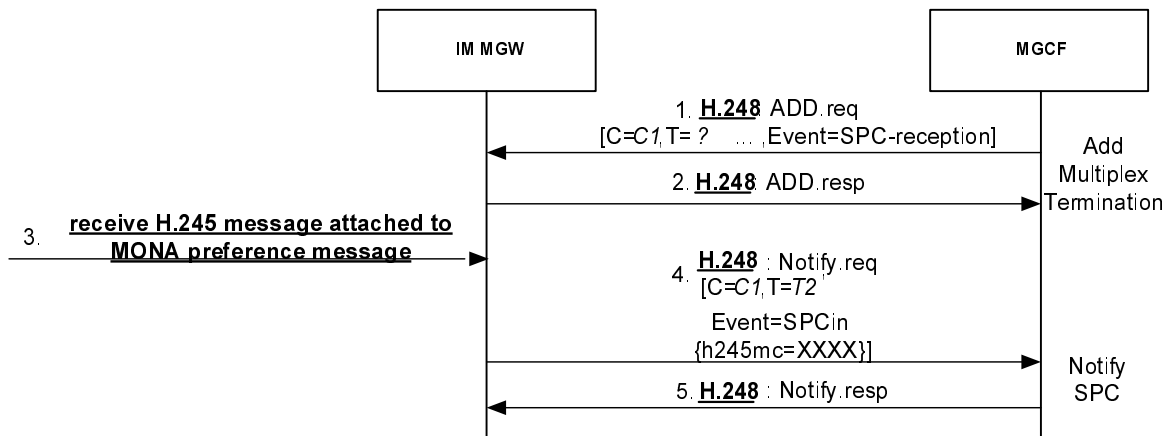 IM MGW
MGCF
1. H.248: ADD.req
[C=C1,T= ? ... ,Event=SPC-reception]
Add
Multiplex
Termination
2. H.248: ADD.resp
3. receive H.245 message attached to
MONA preference message
4. H.248 : Notify.req
[C=C1,T=T2 ,
Event=SPCin
{h245mc=XXXX}]
Notify
SPC
5. H.248 : Notify.resp